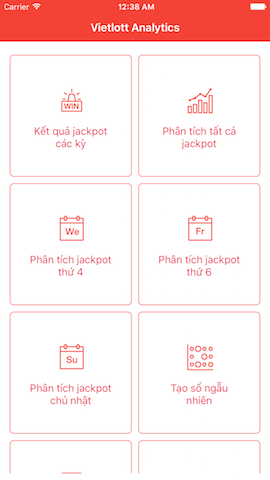 Carrier 12:38 AM
Vietlott Analytics
WIN
Kết quả jackpot
các kỳ
Phân tích tất cả
jackpot
We
Phân tích jackpot
thứ 4
Fr
Phân tích jackpot
thứ 6
Su
Phân tích jackpot
chủ nhật
Tạo số ngẫu
nhiên